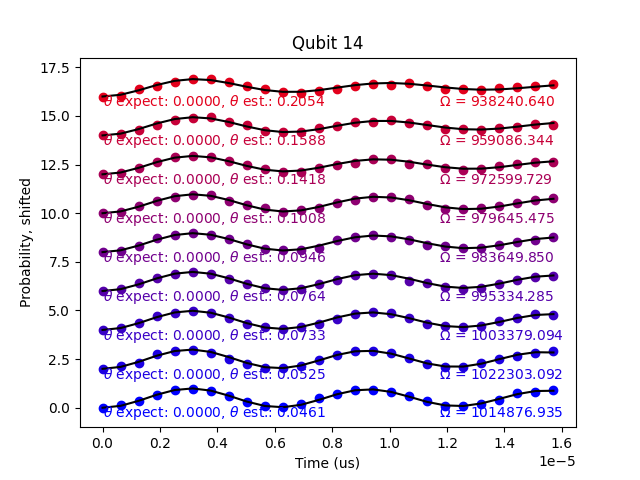 Qubit 14
17.5
θ expect: 0.0000, θ est.: 0.2054 Ω = 938240.640
15.0
θ expect: 0.0000, θ est.: 0.1588 Ω = 959086.344
12.5
θ expect: 0.0000, θ est.: 0.1418 Ω = 972599.729
10.0
θ expect: 0.0000, θ est.: 0.1008 Ω = 979645.475
7.5
θ expect: 0.0000, θ est.: 0.0946 Ω = 983649.850
θ expect: 0.0000, θ est.: 0.0764 Ω = 995334.285
5.0
θ expect: 0.0000, θ est.: 0.0733 Ω = 1003379.094
2.5
θ expect: 0.0000, θ est.: 0.0525 Ω = 1022303.092
0.0
θ expect: 0.0000, θ est.: 0.0461 Ω = 1014876.935
Probability, shifted
0.0 0.2 0.4 0.6 0.8 1.0 1.2 1.4 1.6
Time (us)
1e−5